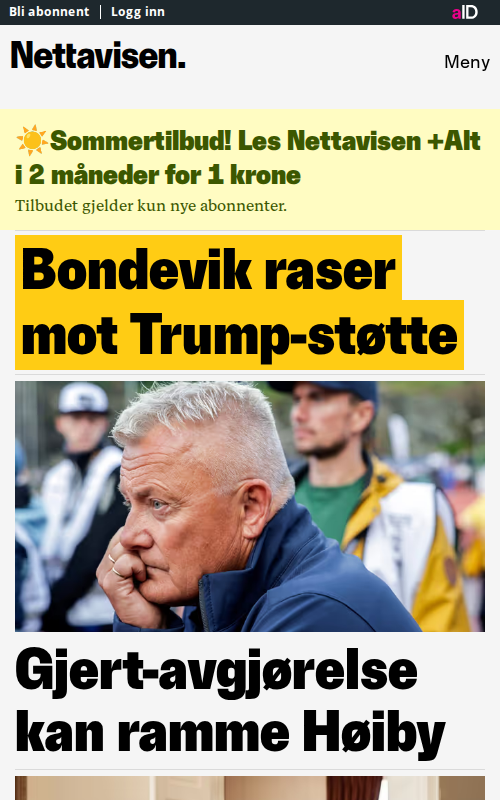 Bli abonnent
Logg inn
aID
Nettavisen.
Meny
☀️Sommertilbud! Les Nettavisen +Alt
i 2 måneder for 1 krone
Tilbudet gjelder kun nye abonnenter.
Bondevik raser
mot Trump-støtte
Gjert-avgjørelse
kan ramme Høiby